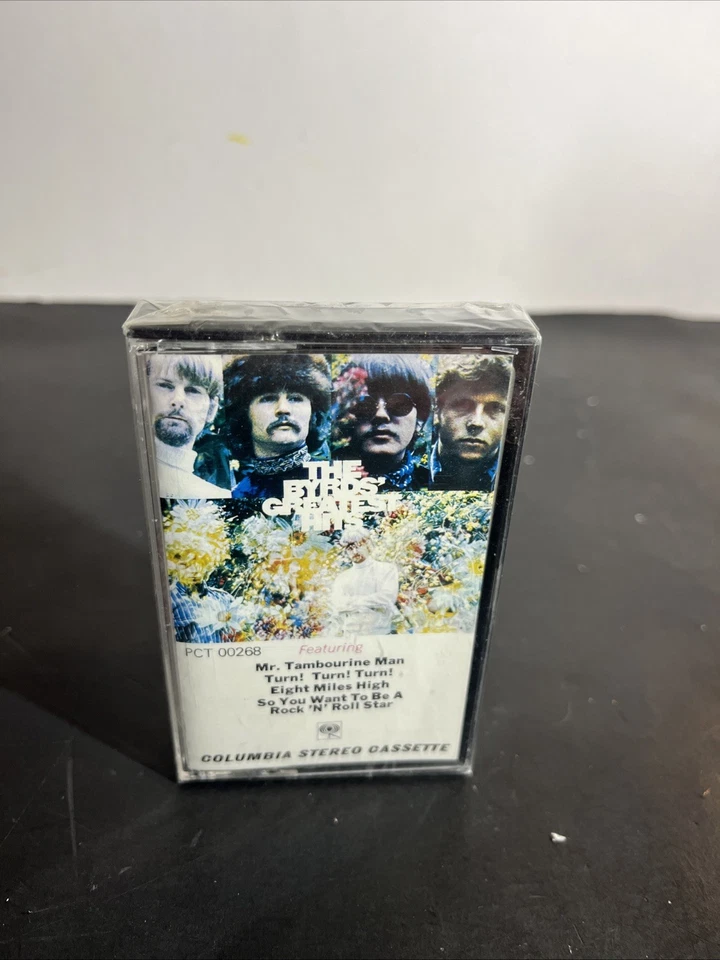 THE
BYRDS'
GREATEST
HITS
PCT 00268
Featuring
Mr. Tambourine Man
Turn! Turn! Turn!
Eight Miles High
So You Want To Be A
Rock 'N' Roll Star
COLUMBIA STEREO CASSETTE